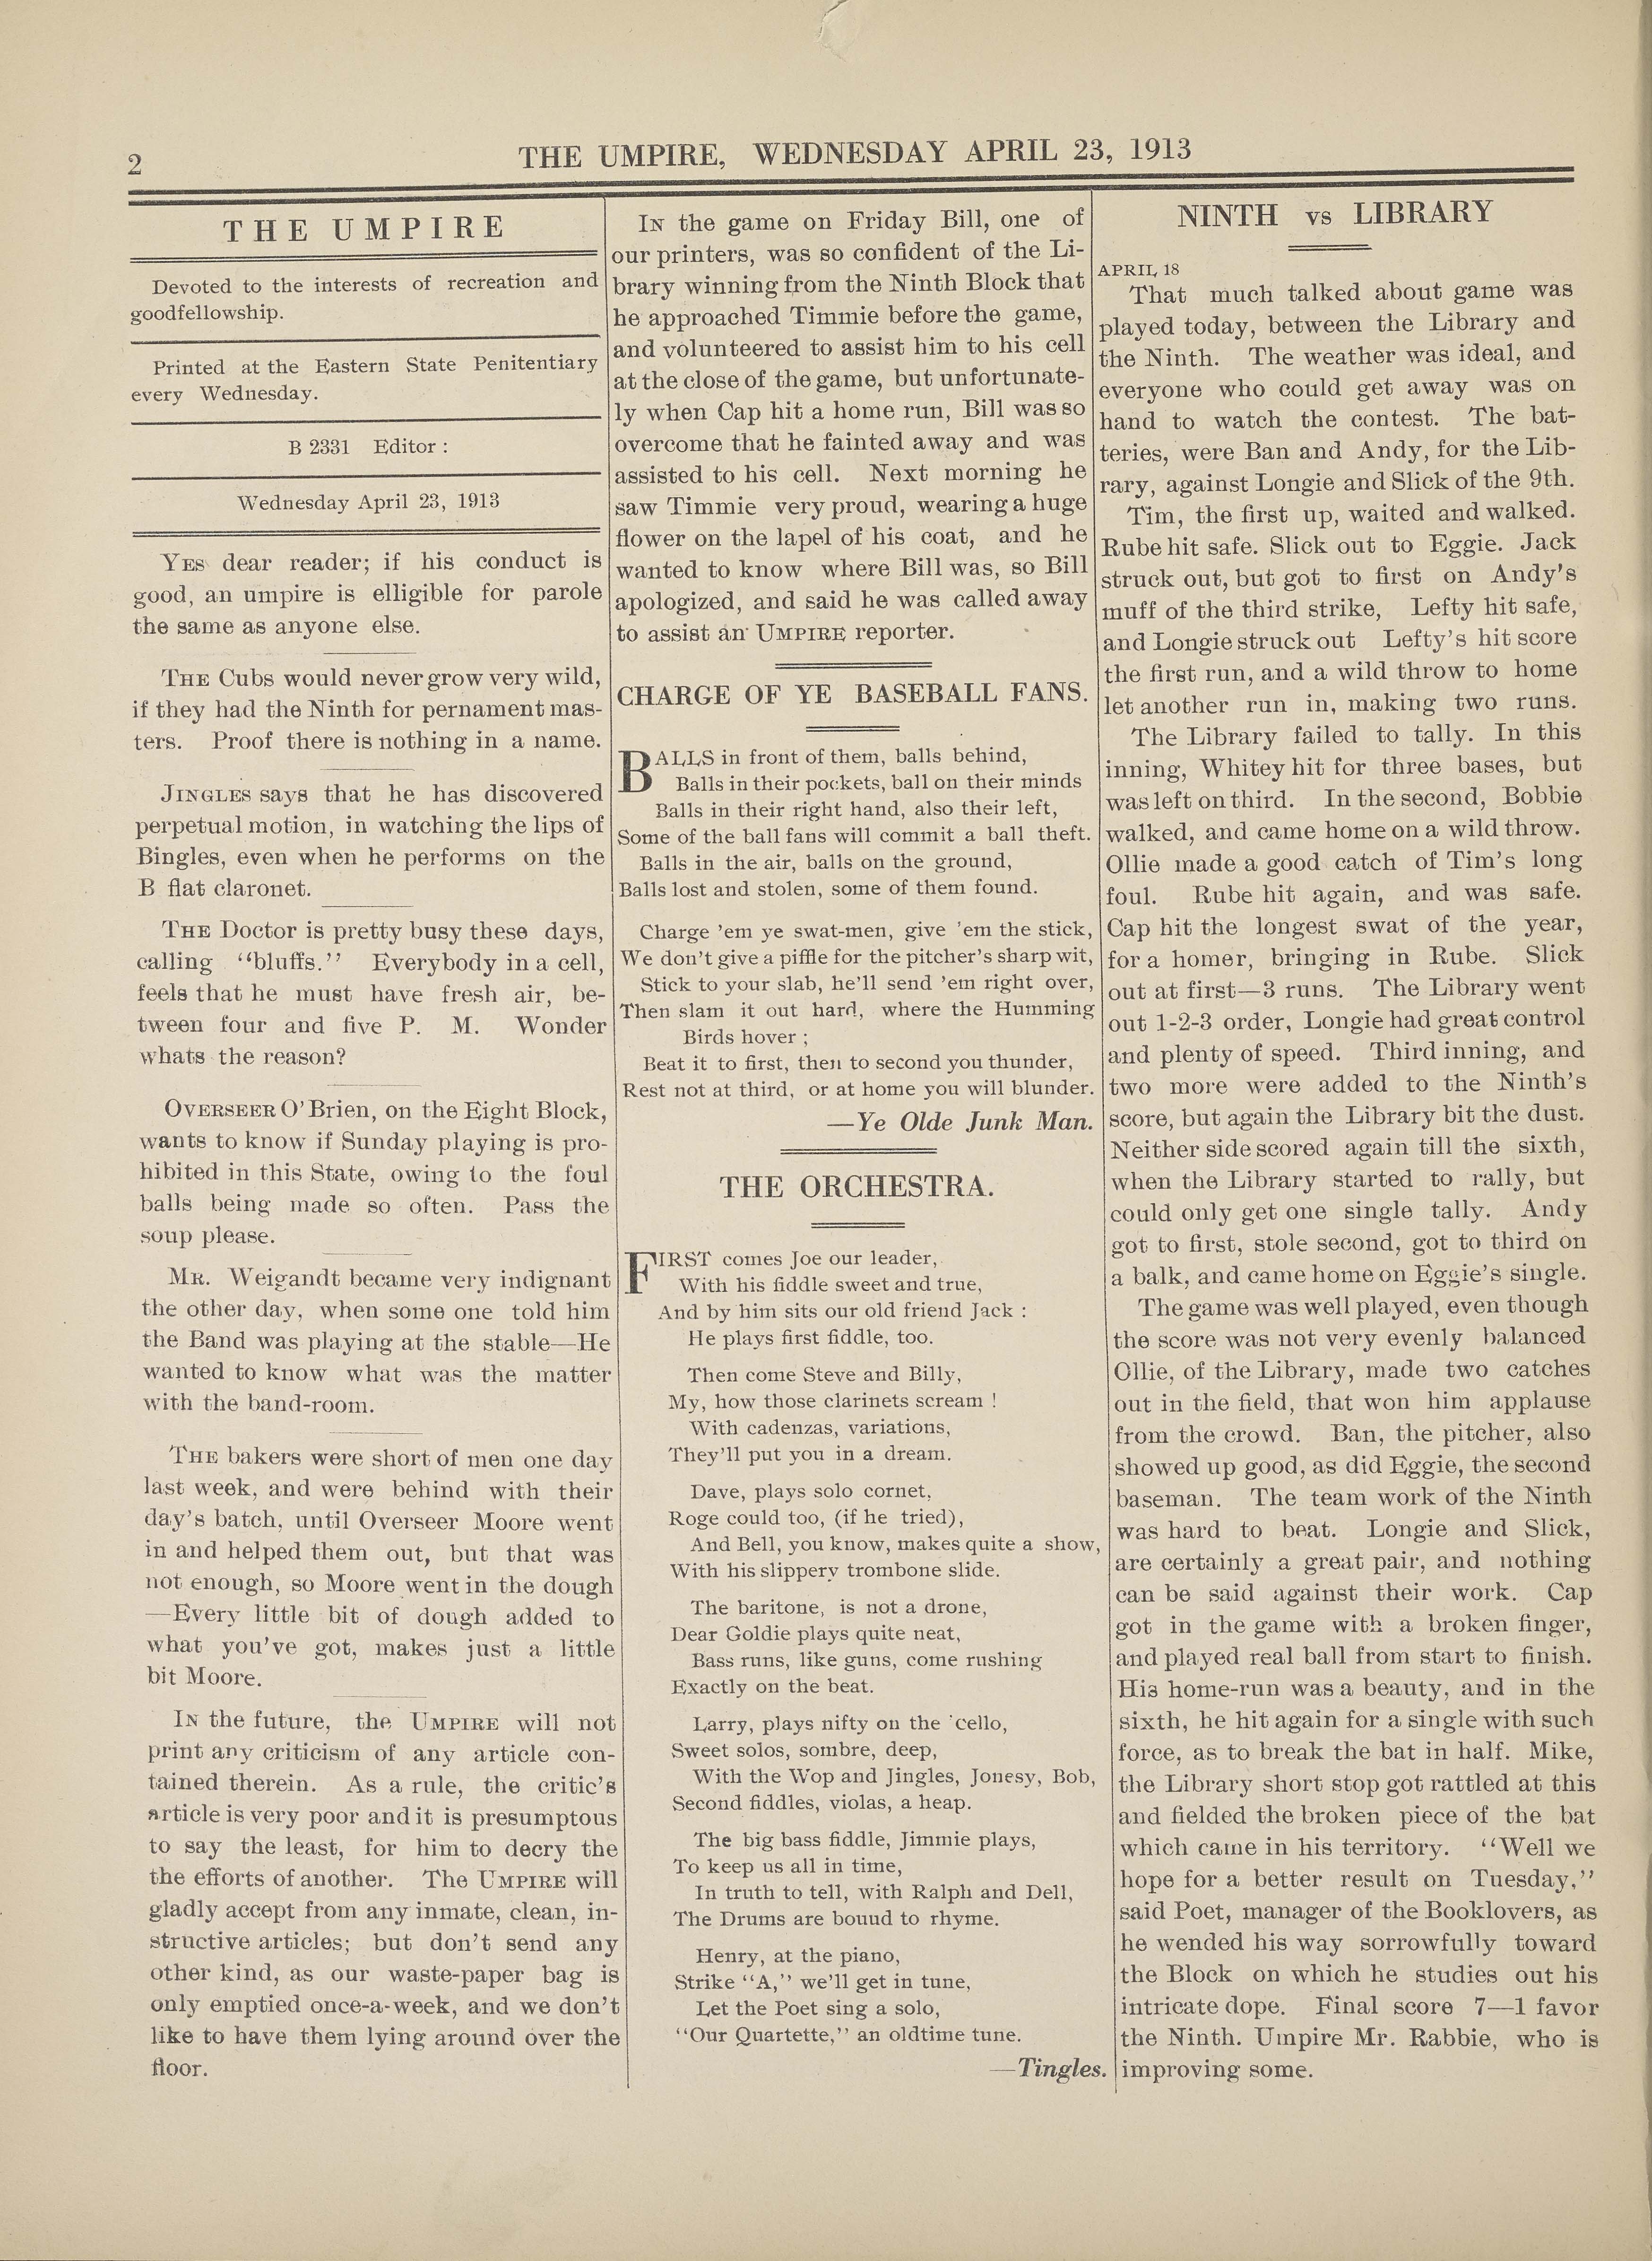 2
THE UMPIRE, WEDNESDAY APRIL 23, 1913
THE UMPIRE
Devoted to the interests of recreation and
goodfellowship.
Printed at the Eastern State Penitentiary
every Wednesday.
B 2331 Editor :
Wednesday April 23, 1913
YES dear reader; if his conduct is
good, an umpire is elligible for parole
the same as anyone else.
THE Cubs would never grow very wild,
if they had the Ninth for pernament mas-
ters. Proof there is nothing in a name.
JINGLES says that he has discovered
perpetual motion, in watching the lips of
Bingles, even when he performs on the
B flat claronet.
THE Doctor is pretty busy these days,
calling "bluffs." Everybody in a cell,
feels that he must have fresh air, be-
tween four and five P. M. Wonder
whats the reason?
OVERSEER O'Brien, on the Eight Block,
wants to know if Sunday playing is pro-
hibited in this State, owing to the foul
balls being made so often. Pass the
soup please.
MR. Weigandt became very indignant
the other day, when some one told him
the Band was playing at the stable—He
wanted to know what was the matter
with the band-room.
THE bakers were short of men one day
last week, and were behind with their
day's batch, until Overseer Moore went
in and helped them out, but that was
not enough, so Moore went in the dough
—Every little bit of dough added to
what you've got, makes just a little
bit Moore.
IN the future, the UMPIRE will not
print any criticism of any article con-
tained therein. As a rule, the critic's
article is very poor and it is presumptous
to say the least, for him to decry the
the efforts of another. The UMPIRE will
gladly accept from any inmate, clean, in-
structive articles; but don't send any
other kind, as our waste-paper bag is
only emptied once-a-week, and we don't
like to have them lying around over the
floor.
IN the game on Friday Bill, one of
our printers, was so confident of the Li-
brary winning from the Ninth Block that
he approached Timmie before the game,
and volunteered to assist him to his cell
at the close of the game, but unfortunate-
ly when Cap hit a home run, Bill was so
overcome that he fainted away and was
assisted to his cell. Next morning he
saw Timmie very proud, wearing a huge
flower on the lapel of his coat, and he
wanted to know where Bill was, so Bill
apologized, and said he was called away
to assist an UMPIRE reporter.
CHARGE OF YE BASEBALL FANS.
BALLS in front of them, balls behind,
Balls in their pockets, ball on their minds
Balls in their right hand, also their left,
Some of the ball fans will commit a ball theft.
Balls in the air, balls on the ground,
Balls lost and stolen, some of them found.
Charge 'em ye swat-men, give 'em the stick,
We don't give a piffle for the pitcher's sharp wit,
Stick to your slab, he'll send 'em right over,
Then slam it out hard, where the Humming
Birds hover ;
Beat it to first, then to second you thunder,
Rest not at third, or at home you will blunder.
—Ye Olde Junk Man.
THE ORCHESTRA.
FIRST comes Joe our leader,
With his fiddle sweet and true,
And by him sits our old friend Jack :
He plays first fiddle, too.
Then come Steve and Billy,
My, how those clarinets scream !
With cadenzas, variations,
They'll put you in a dream.
Dave, plays solo cornet,
Roge could too, (if he tried),
And Bell, you know, makes quite a show,
With his slippery trombone slide.
The baritone, is not a drone,
Dear Goldie plays quite neat,
Bass runs, like guns, come rushing
Exactly on the beat.
Larry, plays nifty on the 'cello,
Sweet solos, sombre, deep,
With the Wop and Jingles, Jonesy, Bob,
Second fiddles, violas, a heap.
The big bass fiddle, Jimmie plays,
To keep us all in time,
In truth to tell, with Ralph and Dell,
The Drums are bouud to rhyme.
Henry, at the piano,
Strike "A," we'll get in tune,
Let the Poet sing a solo,
"Our Quartette," an oldtime tune.
—Tingles.
NINTH vs LIBRARY
APRIL 18
That much talked about game was
played today, between the Library and
the Ninth. The weather was ideal, and
everyone who could get away was on
hand to watch the contest. The bat-
teries, were Ban and Andy, for the Lib-
rary, against Longie and Slick of the 9th.
Tim, the first up, waited and walked.
Rube hit safe. Slick out to Eggie. Jack
struck out, but got to first on Andy's
muff of the third strike, Lefty hit safe,
and Longie struck out Lefty's hit score
the first run, and a wild throw to home
let another run in, making two runs.
The Library failed to tally. In this
inning, Whitey hit for three bases, but
was left on third. In the second, Bobbie
walked, and came home on a wild throw.
Ollie made a good catch of Tim's long
foul. Rube hit again, and was safe.
Cap hit the longest swat of the year,
for a homer, bringing in Rube. Slick
out at first—3 runs. The Library went
out 1-2-3 order, Longie had great control
and plenty of speed. Third inning, and
two more were added to the Ninth's
score, but again the Library bit the dust.
Neither side scored again till the sixth,
when the Library started to rally, but
could only get one single tally. Andy
got to first, stole second, got to third on
a balk, and came home on Eggie's single.
The game was well played, even though
the score was not very evenly balanced
Ollie, of the Library, made two catches
out in the field, that won him applause
from the crowd. Ban, the pitcher, also
showed up good, as did Eggie, the second
baseman. The team work of the Ninth
was hard to beat. Longie and Slick,
are certainly a great pair, and nothing
can be said against their work. Cap
got in the game with a broken finger,
and played real ball from start to finish.
His home-run was a beauty, and in the
sixth, he hit again for a single with such
force, as to break the bat in half. Mike,
the Library short stop got rattled at this
and fielded the broken piece of the bat
which came in his territory. "Well we
hope for a better result on Tuesday,"
said Poet, manager of the Booklovers, as
he wended his way sorrowfully toward
the Block on which he studies out his
intricate dope. Final score 7—1 favor
the Ninth. Umpire Mr. Rabbie, who is
improving some.